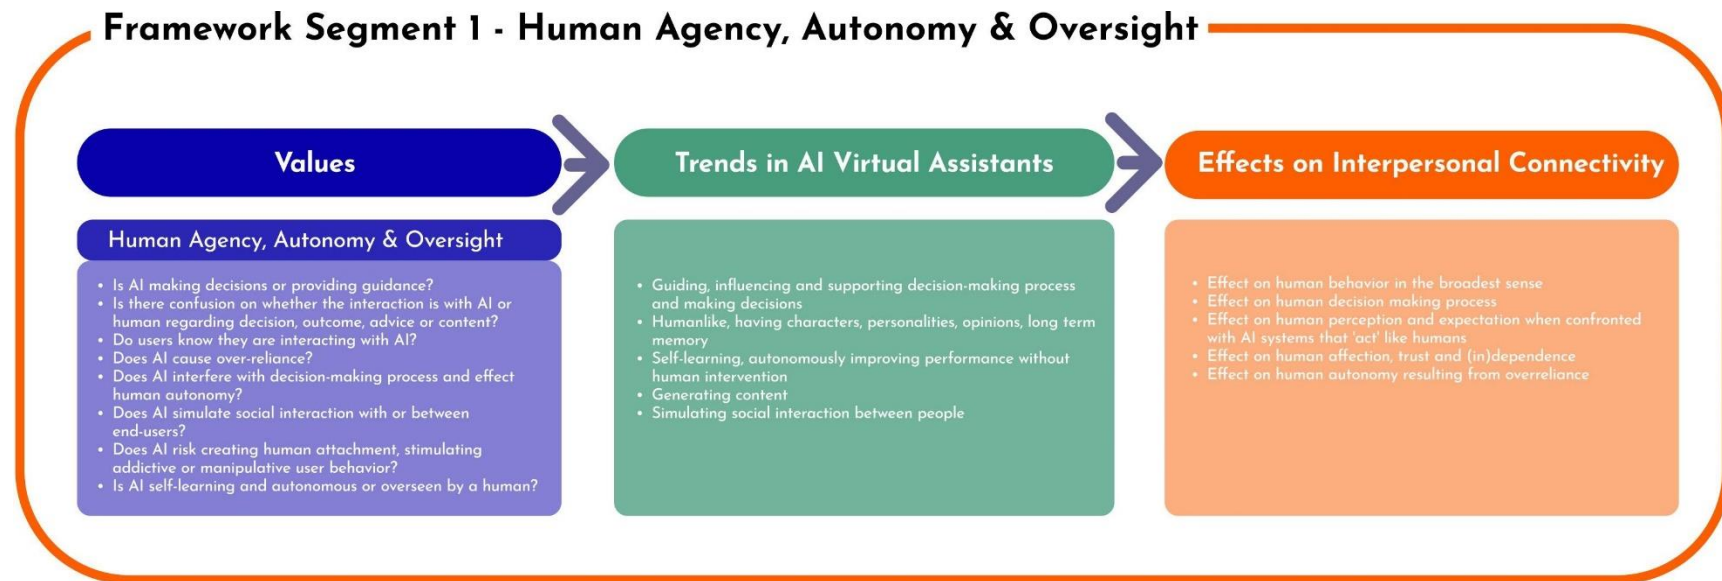 Framework Segment 1 - Human Agency, Autonomy & Oversight
Values
Human Agency, Autonomy & Oversight
• Is AI making decisions or providing guidance?
• Is there confusion on whether the interaction is with AI or
human regarding decision, outcome, advice or content?
• Do users know they are interacting with AI?
• Does AI cause over-reliance?
• Does AI interfere with decision-making process and effect
human autonomy?
• Does AI simulate social interaction with or between
end-users?
• Does AI risk creating human attachment, stimulating
addictive or manipulative user behavior?
• Is AI self-learning and autonomous or overseen by a human?
Trends in AI Virtual Assistants
• Guiding, influencing and supporting decision-making process
and making decisions
• Humanlike, having characters, personalities, opinions, long term
memory
• Self-learning, autonomously improving performance without
human intervention
• Generating content
• Simulating social interaction between people
Effects on Interpersonal Connectivity
• Effect on human behavior in the broadest sense
• Effect on human decision making process
• Effect on human perception and expectation when confronted
with AI systems that 'act' like humans
• Effect on human affection, trust and (in)dependence
• Effect on human autonomy resulting from overreliance